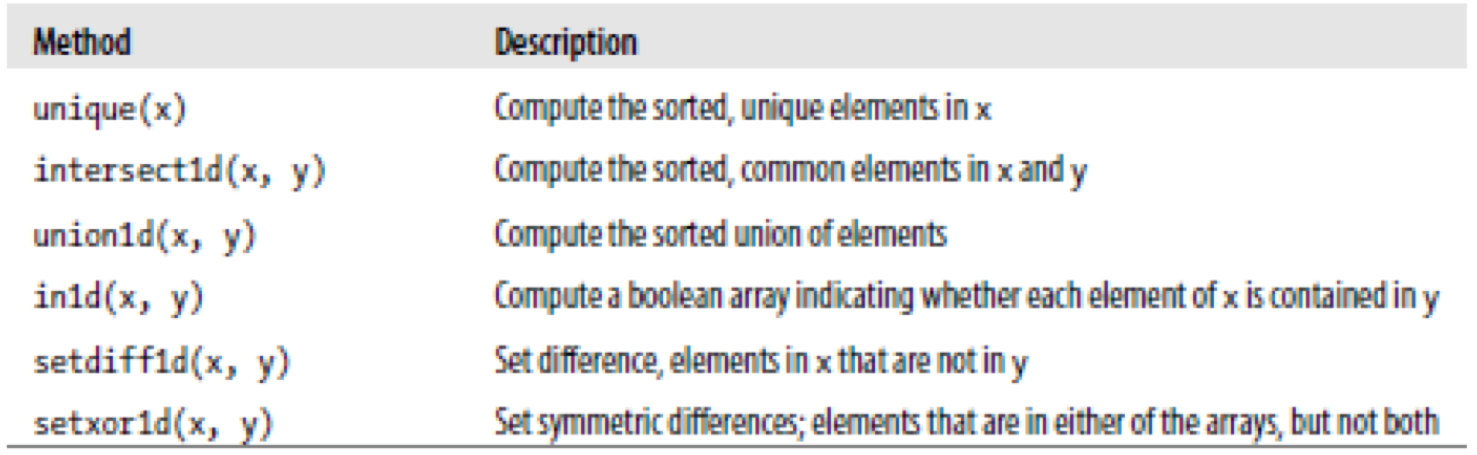 Method Description
unique(x) Compute the sorted, unique elements in x
intersect1d(x, y) Compute the sorted, common elements in x and y
union1d(x, y) Compute the sorted union of elements
in1d(x, y) Compute a boolean array indicating whether each element of x is contained in y
setdiff1d(x, y) Set difference, elements in x that are not in y
setxor1d(x, y) Set symmetric differences; elements that are in either of the arrays, but not both